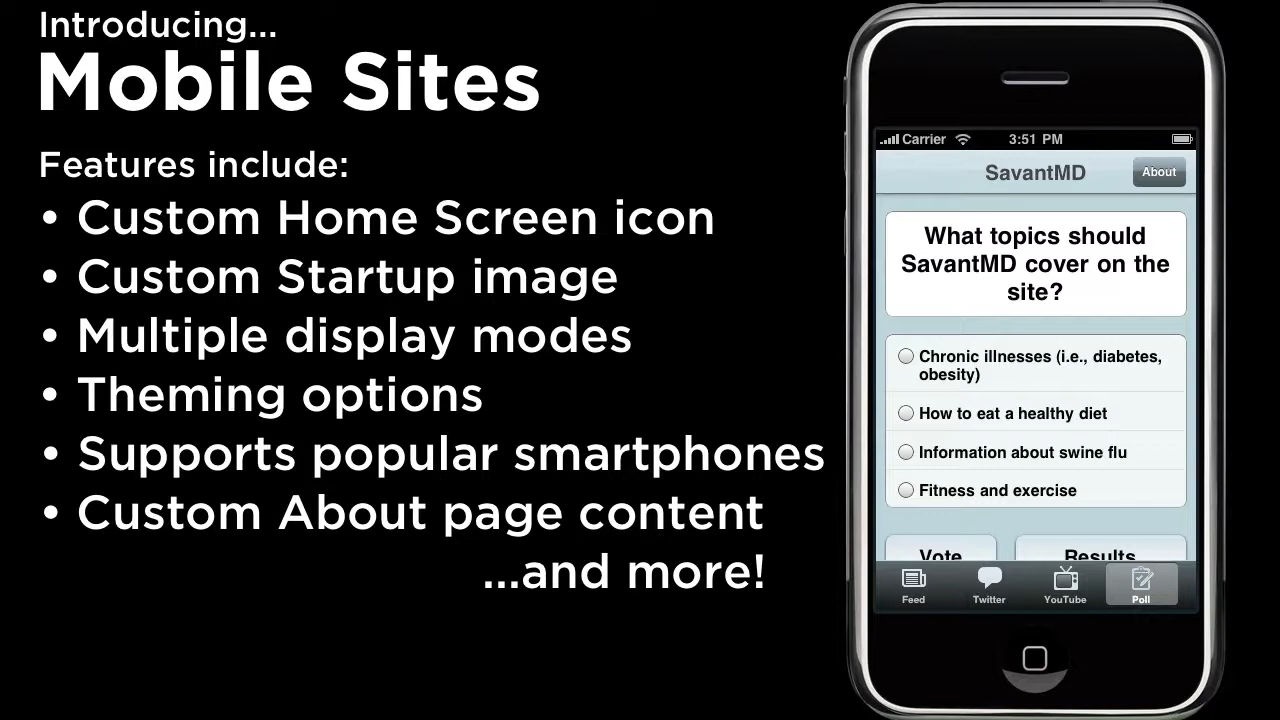 Introducing...
Mobile Sites
Features include:
• Custom Home Screen icon
• Custom Startup image
• Multiple display modes
• Theming options
• Supports popular smartphones
• Custom About page content
...and more!
Carrier 3:51 PM
SavantMD About
What topics should
SavantMD cover on the
site?
Chronic illnesses (i.e., diabetes,
obesity)
How to eat a healthy diet
Information about swine flu
Fitness and exercise
Vote Results
Feed Twitter YouTube Poll